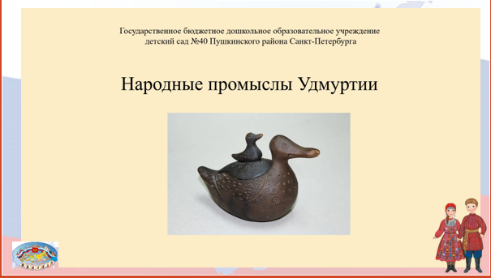 Государственное бюджетное дошкольное образовательное учреждение
детский сад №40 Пушкинского района Санкт-Петербурга
Народные промыслы Удмуртии